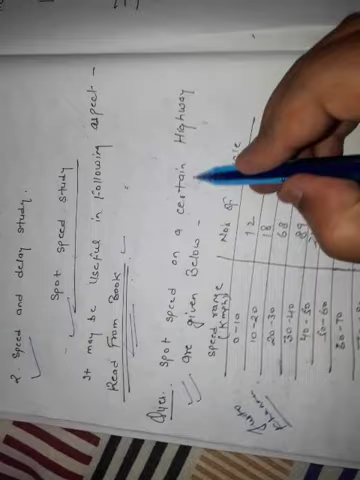 2. Speed and delay study.
Spot speed study
It may be useful in following aspect -
Read From Book
Ques. Spot speed on a certain Highway
are given Below -
speed range
(kmph)
Nos of
0-10 12
10-20 18
20-30 68
30-40 89
40-50
50-60
60-70